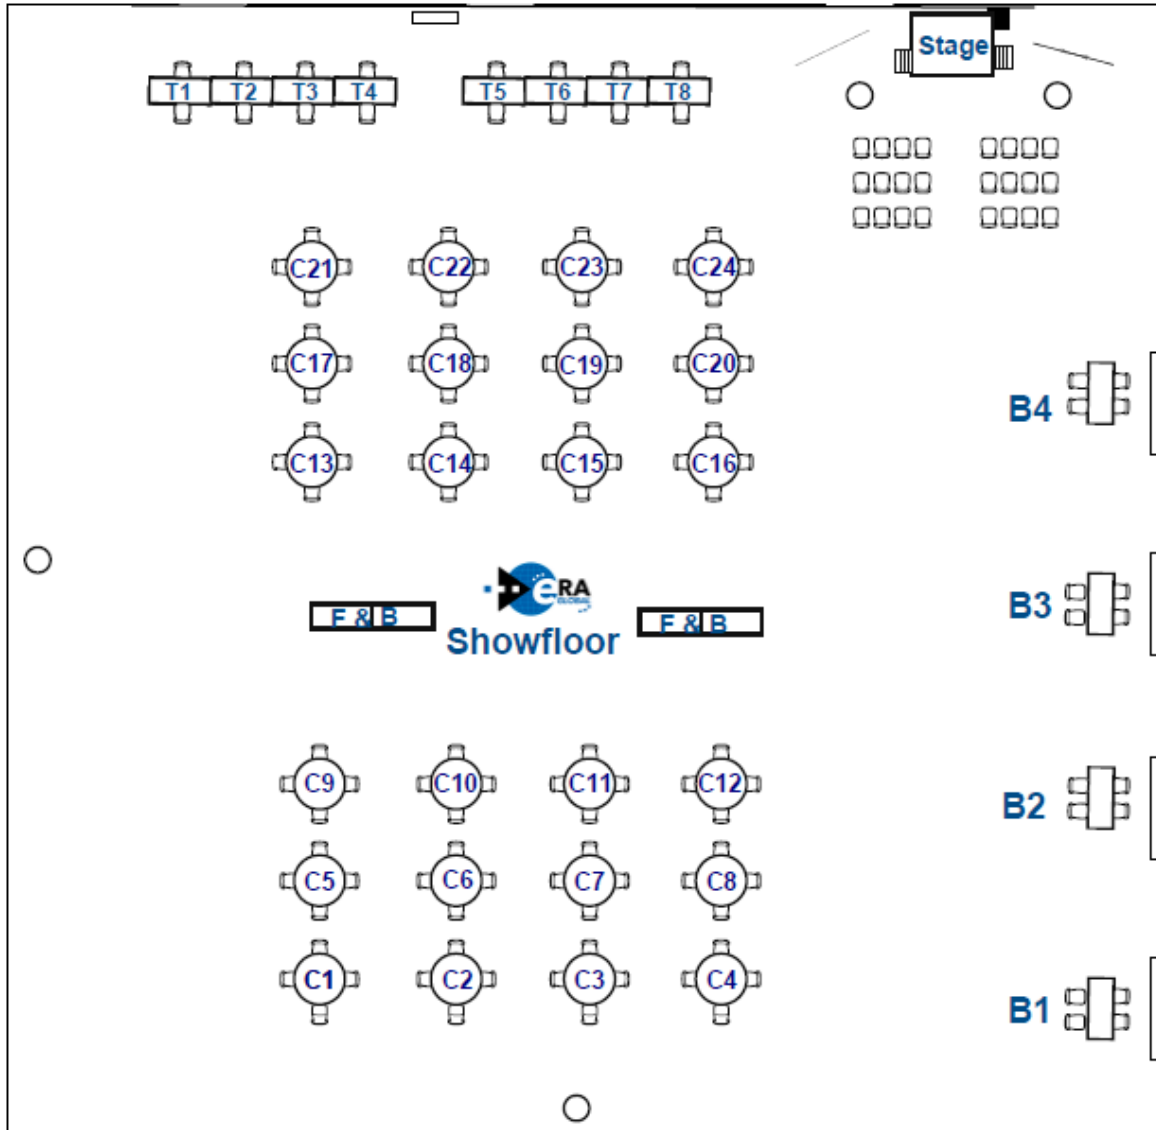 Stage
T1 T2 T3 T4 T5 T6 T7 T8
C21 C22 C23 C24
C17 C18 C19 C20
B4
C13 C14 C15 C16
eRA
GLOBAL
B3
F & B
Showfloor
F & B
C9 C10 C11 C12
B2
C5 C6 C7 C8
C1 C2 C3 C4
B1